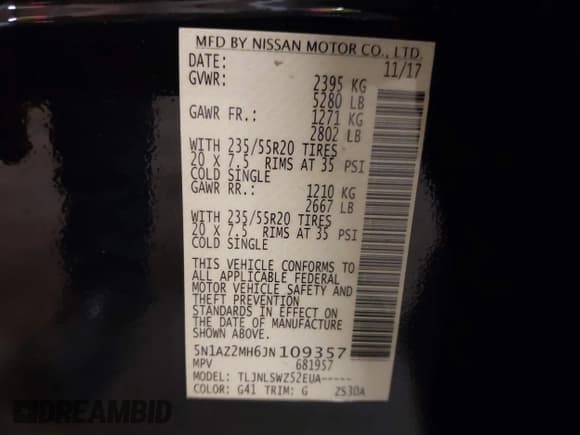 MFD BY NISSAN MOTOR CO., LTD.
DATE: 11/17
GVWR: 2395 KG
5280 LB
GAWR FR.: 1271 KG
2802 LB
WITH 235/55R20 TIRES
20 X 7.5 RIMS AT 35 PSI
COLD SINGLE
GAWR RR.: 1210 KG
2667 LB
WITH 235/55R20 TIRES
20 X 7.5 RIMS AT 35 PSI
COLD SINGLE
THIS VEHICLE CONFORMS TO
ALL APPLICABLE FEDERAL
MOTOR VEHICLE SAFETY AND
THEFT PREVENTION
STANDARDS IN EFFECT ON
THE DATE OF MANUFACTURE
SHOWN ABOVE.
5N1AZ2MH6JN109357
MPV 681957
MODEL: TLJNLSWZ52EUA-----
COLOR: G41 TRIM: G ZS30A
DREAMBID